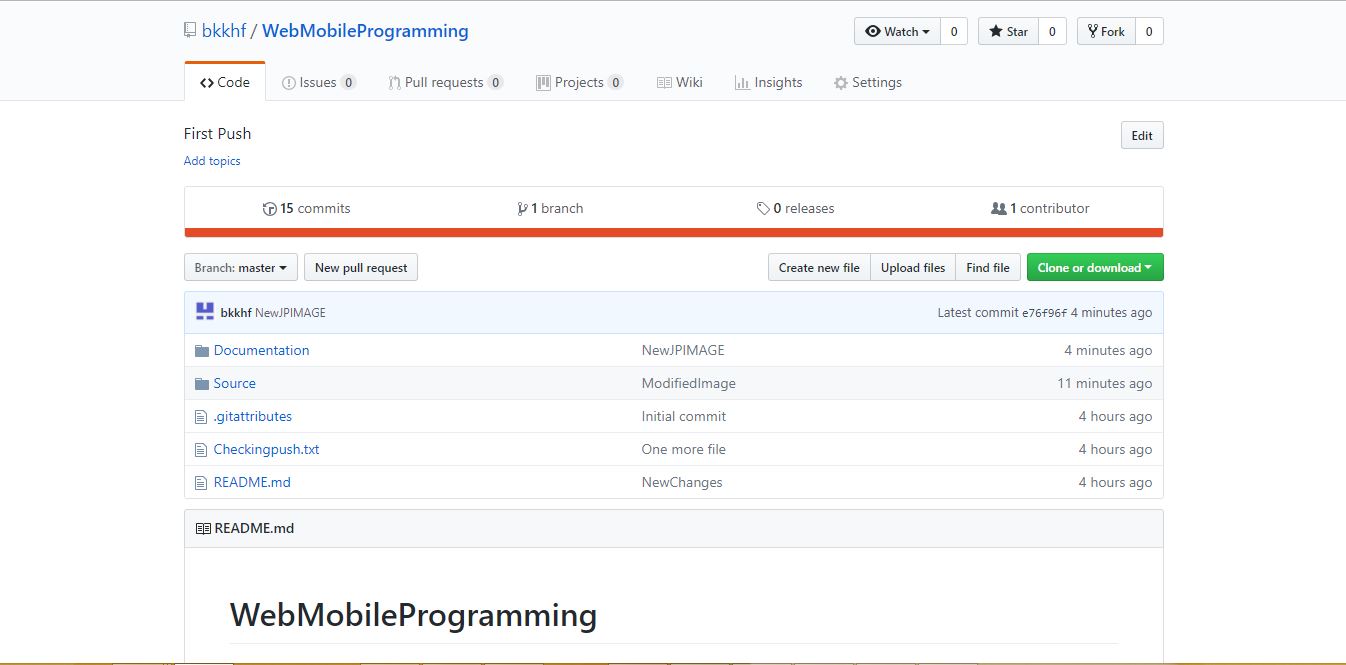 bkkhf / WebMobileProgramming
Watch 0 Star 0 Fork 0
Code Issues 0 Pull requests 0 Projects 0 Wiki Insights Settings
First Push
Edit
Add topics
15 commits 1 branch 0 releases 1 contributor
Branch: master New pull request Create new file Upload files Find file Clone or download
bkkhf NewJPIMAGE Latest commit e76f96f 4 minutes ago
Documentation NewJPIMAGE 4 minutes ago
Source ModifiedImage 11 minutes ago
.gitattributes Initial commit 4 hours ago
Checkingpush.txt One more file 4 hours ago
README.md NewChanges 4 hours ago
README.md
WebMobileProgramming